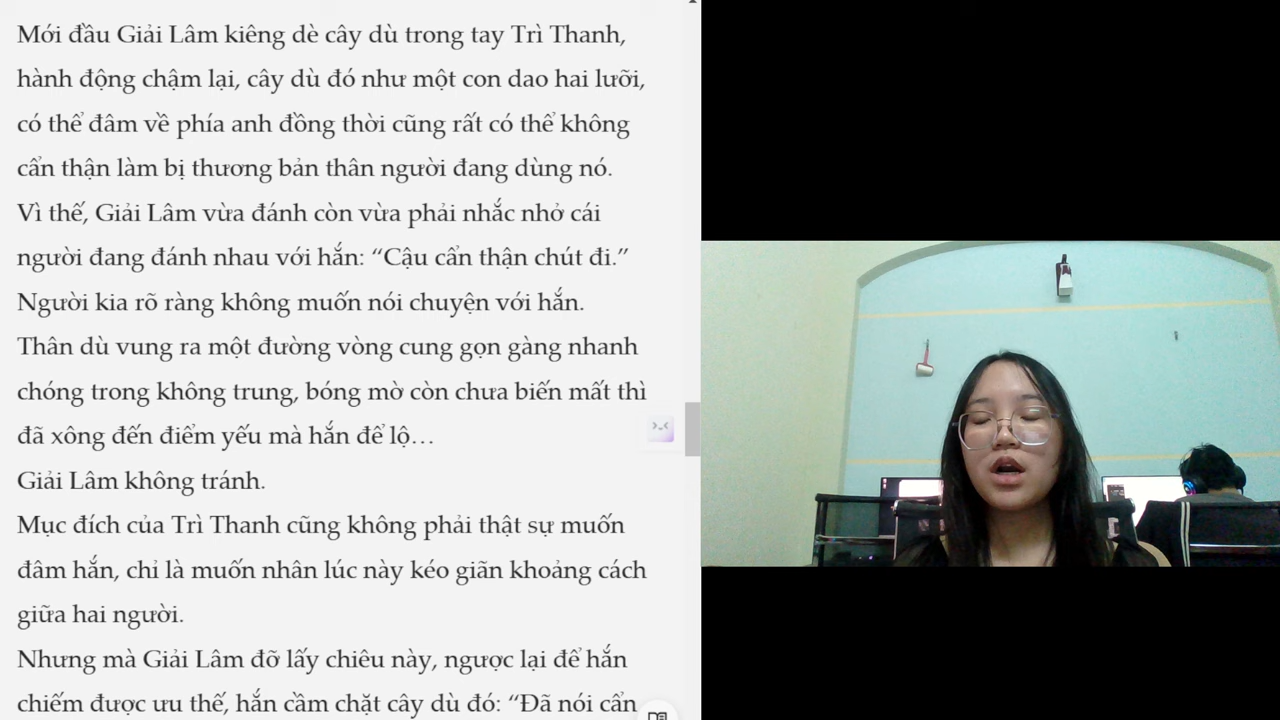 Mới đầu Giải Lâm kiêng dè cây dù trong tay Trì Thanh,
hành động chậm lại, cây dù đó như một con dao hai lưỡi,
có thể đâm về phía anh đồng thời cũng rất có thể không
cẩn thận làm bị thương bản thân người đang dùng nó.
Vì thế, Giải Lâm vừa đánh còn vừa phải nhắc nhở cái
người đang đánh nhau với hắn: “Cậu cẩn thận chút đi.”
Người kia rõ ràng không muốn nói chuyện với hắn.
Thân dù vung ra một đường vòng cung gọn gàng nhanh
chóng trong không trung, bóng mờ còn chưa biến mất thì
đã xông đến điểm yếu mà hắn để lộ…
Giải Lâm không tránh.
Mục đích của Trì Thanh cũng không phải thật sự muốn
đâm hắn, chỉ là muốn nhân lúc này kéo giãn khoảng cách
giữa hai người.
Nhưng mà Giải Lâm đỡ lấy chiêu này, ngược lại để hắn
chiếm được ưu thế, hắn cầm chặt cây dù đó: “Đã nói cẩn